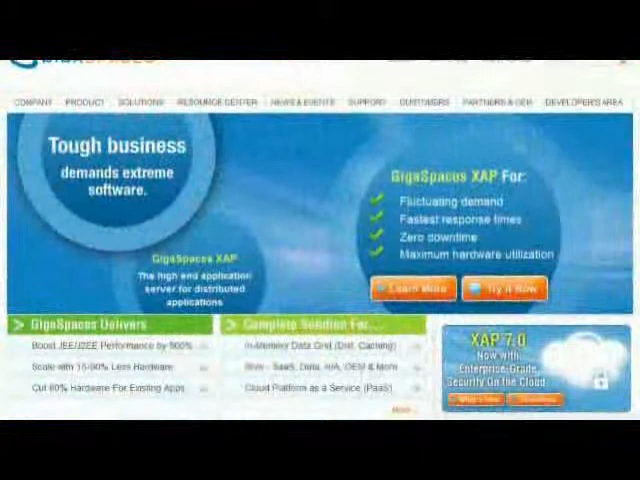 COMPANY PRODUCT SOLUTIONS RESOURCE CENTER NEWS & EVENTS SUPPORT CUSTOMERS PARTNERS & OEM DEVELOPER'S AREA
Tough business
demands extreme
software.
GigaSpaces XAP
The high end application
server for distributed
applications
GigaSpaces XAP For:
Fluctuating demand
Fastest response times
Zero downtime
Maximum hardware utilization
Learn More
Try it Now
GigaSpaces Delivers
Boost JEE/J2EE Performance by 500%
Scale with Less Hardware
Cut 80% Hardware For Existing Apps
Complete Solution For...
In-Memory Data Grid (Dist. Caching)
SaaS, Data, OEM & More
Cloud Platform as a Service (PaaS)
More
XAP 7.0
Now with
Enterprise-Grade
Security On the Cloud
What's New